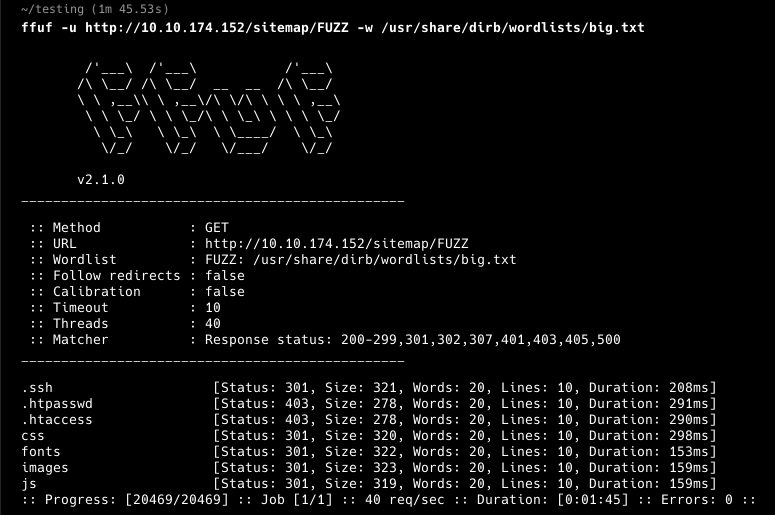 ~/testing (1m 45.53s)
ffuf -u http://10.10.174.152/sitemap/FUZZ -w /usr/share/dirb/wordlists/big.txt
        /'___\  /'___\           /'___\
       /\ \__/ /\ \__/  __  __  /\ \__/
       \ \ ,__\\ \ ,__\/\ \/\ \ \ \ ,__\
        \ \ \_/ \ \ \_/\ \ \_\ \ \ \ \_/
         \ \_\   \ \_\  \ \____/  \ \_\
          \/_/    \/_/   \/___/    \/_/
       v2.1.0
________________________________________________
 :: Method           : GET
 :: URL              : http://10.10.174.152/sitemap/FUZZ
 :: Wordlist         : FUZZ: /usr/share/dirb/wordlists/big.txt
 :: Follow redirects : false
 :: Calibration      : false
 :: Timeout          : 10
 :: Threads          : 40
 :: Matcher          : Response status: 200-299,301,302,307,401,403,405,500
________________________________________________
.ssh                    [Status: 301, Size: 321, Words: 20, Lines: 10, Duration: 208ms]
.htpasswd               [Status: 403, Size: 278, Words: 20, Lines: 10, Duration: 291ms]
.htaccess               [Status: 403, Size: 278, Words: 20, Lines: 10, Duration: 290ms]
css                     [Status: 301, Size: 320, Words: 20, Lines: 10, Duration: 298ms]
fonts                   [Status: 301, Size: 322, Words: 20, Lines: 10, Duration: 153ms]
images                  [Status: 301, Size: 323, Words: 20, Lines: 10, Duration: 159ms]
js                      [Status: 301, Size: 319, Words: 20, Lines: 10, Duration: 159ms]
:: Progress: [20469/20469] :: Job [1/1] :: 40 req/sec :: Duration: [0:01:45] :: Errors: 0 ::